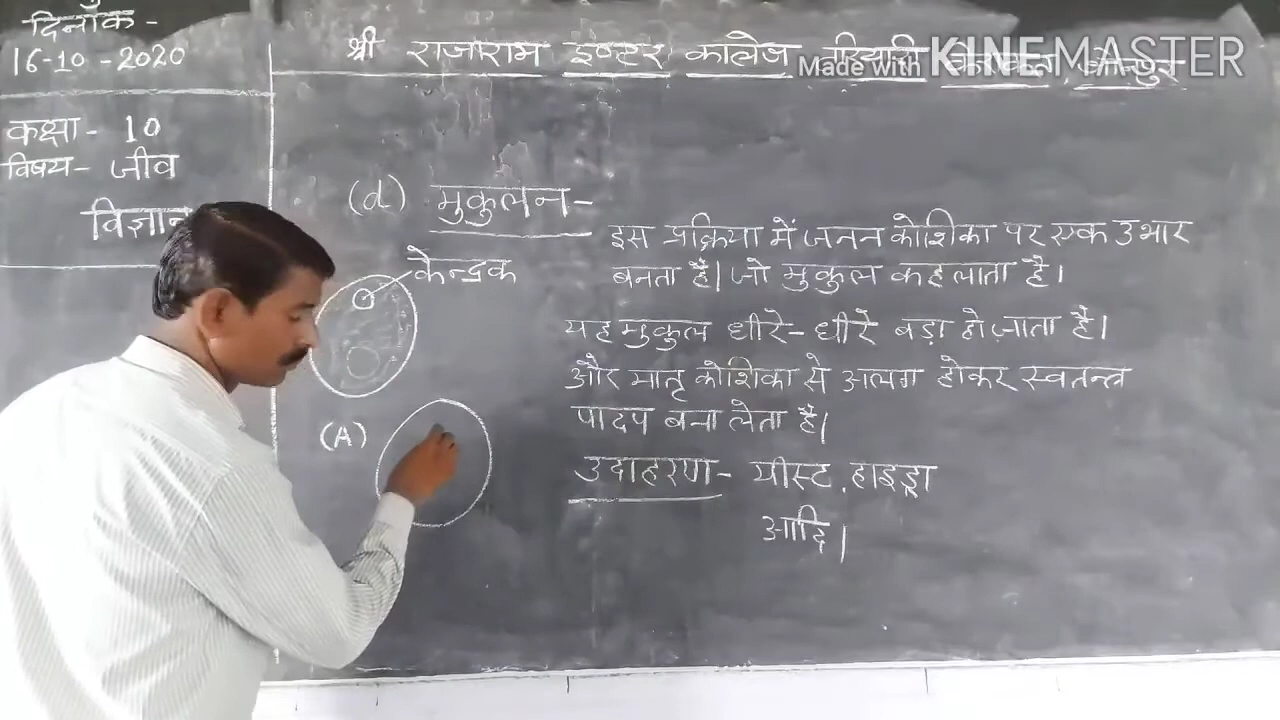 दिनाँक -
16-10-2020
श्री राजाराम इण्टर कालेज
Made with KINEMASTER
कक्षा - 10
विषय - जीव
विज्ञान
(d) मुकुलन -
इस प्रक्रिया में जनन कोशिका पर एक उभार
बनता है। जो मुकुल कहलाता है।
केन्द्रक
यह मुकुल धीरे-धीरे बड़ा हो जाता है।
और मातृ कोशिका से अलग होकर स्वतन्त्र
पादप बना लेता है।
(A)
उदाहरण - यीस्ट, हाइड्रा
आदि।